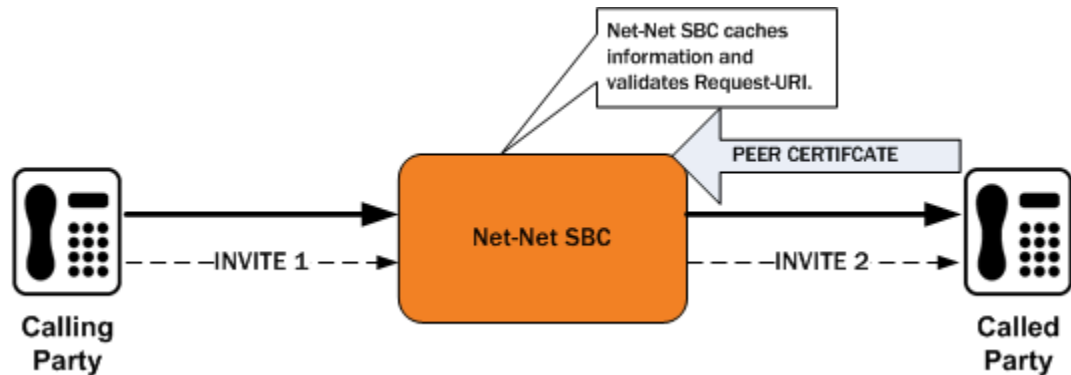 Net-Net SBC caches
information and
validates Request-URI.
PEER CERTIFCATE
Net-Net SBC
INVITE 1
INVITE 2
Calling
Party
Called
Party